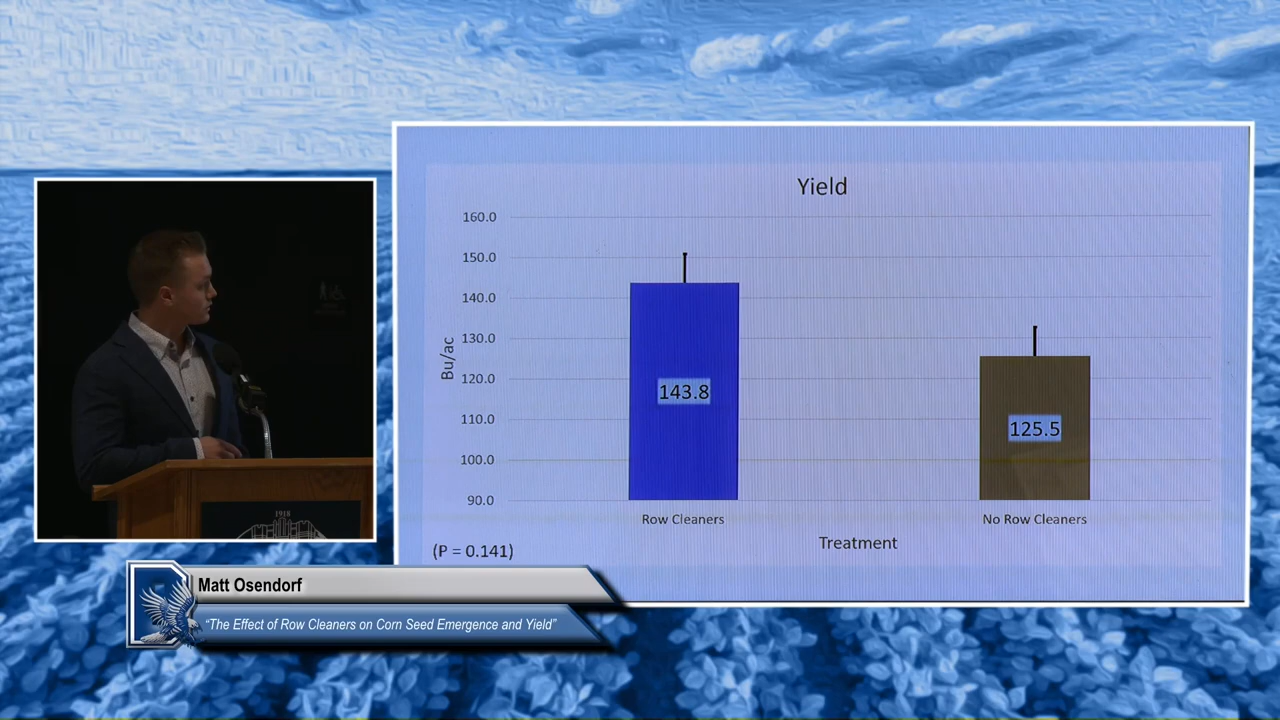 Yield
160.0
150.0
140.0
130.0
120.0
110.0
100.0
90.0
Bu/ac
143.8
125.5
Row Cleaners
No Row Cleaners
Treatment
(P = 0.141)
1918
Matt Osendorf
“The Effect of Row Cleaners on Corn Seed Emergence and Yield”